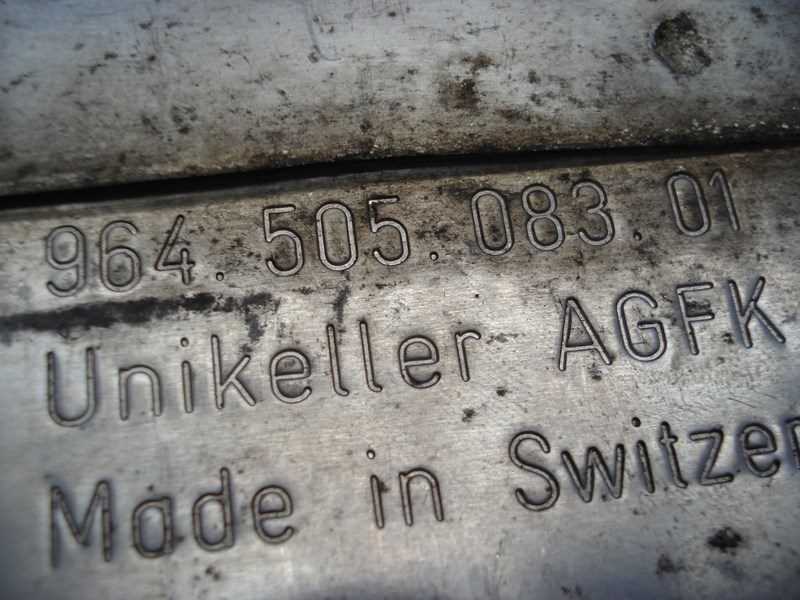 964.505.083.01
Unikeller AGFK
Made in Switzer